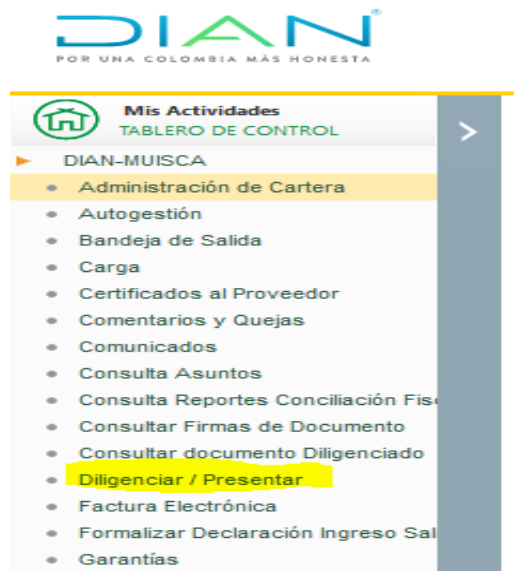 DIAN
POR UNA COLOMBIA MÁS HONESTA
Mis Actividades
TABLERO DE CONTROL
DIAN-MUISCA
Administración de Cartera
Autogestión
Bandeja de Salida
Carga
Certificados al Proveedor
Comentarios y Quejas
Comunicados
Consulta Asuntos
Consulta Reportes Conciliación Fis
Consultar Firmas de Documento
Consultar documento Diligenciado
Diligenciar / Presentar
Factura Electrónica
Formalizar Declaración Ingreso Sal
Garantías